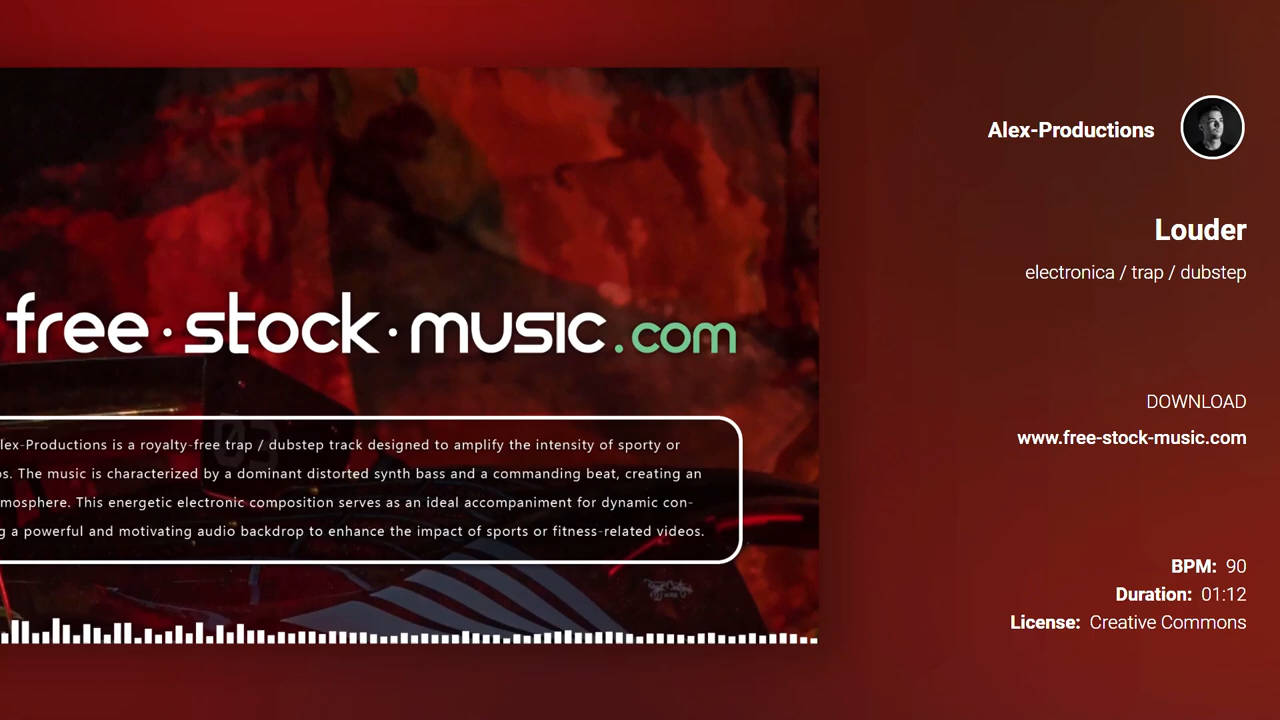 free·stock·music.com
Alex-Productions
Louder
electronica / trap / dubstep
DOWNLOAD
www.free-stock-music.com
BPM: 90
Duration: 01:12
License: Creative Commons
is a royalty-free trap / dubstep track designed to amplify the intensity of sporty or
The music is characterized by a dominant distorted synth bass and a commanding beat, creating an
This energetic electronic composition serves as an ideal accompaniment for dynamic con-
a powerful and motivating audio backdrop to enhance the impact of sports or fitness-related videos.
03